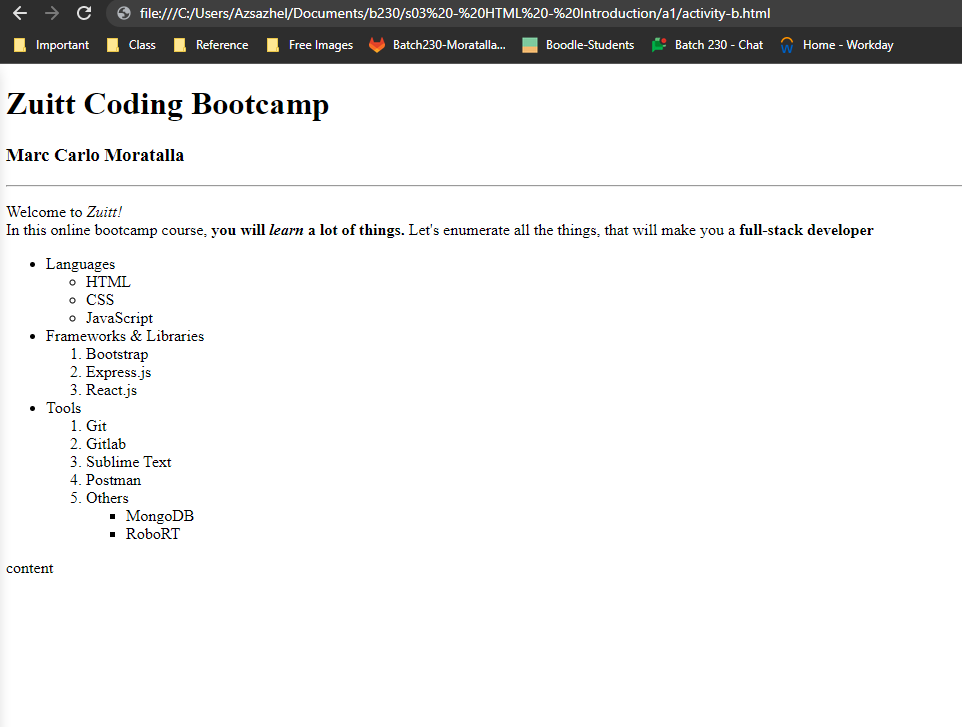 file:///C:/Users/Azsazhel/Documents/b230/s03%20-%20HTML%20-%20Introduction/a1/activity-b.html
Important Class Reference Free Images Batch230-Moratalla... Boodle-Students Batch 230 - Chat Home - Workday
Zuitt Coding Bootcamp
Marc Carlo Moratalla
Welcome to Zuitt!
In this online bootcamp course, you will learn a lot of things. Let's enumerate all the things, that will make you a full-stack developer
• Languages
◦ HTML
◦ CSS
◦ JavaScript
• Frameworks & Libraries
1. Bootstrap
2. Express.js
3. React.js
• Tools
1. Git
2. Gitlab
3. Sublime Text
4. Postman
5. Others
▪ MongoDB
▪ RoboRT
content